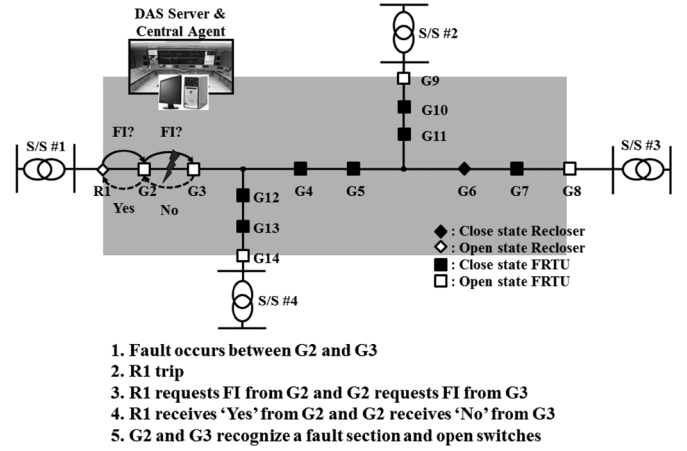 DAS Server &
Central Agent
S/S #2
G9
G10
G11
FI? FI?
S/S #1
S/S #3
R1 G2 G3 G4 G5 G6 G7 G8
Yes No
G12
G13
G14
S/S #4
: Close state Recloser
: Open state Recloser
: Close state FRTU
: Open state FRTU
1. Fault occurs between G2 and G3
2. R1 trip
3. R1 requests FI from G2 and G2 requests FI from G3
4. R1 receives ‘Yes’ from G2 and G2 receives ‘No’ from G3
5. G2 and G3 recognize a fault section and open switches